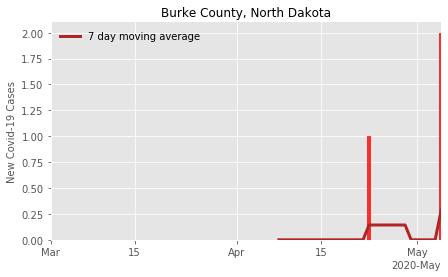 Burke County, North Dakota
7 day moving average
New Covid-19 Cases
2.00
1.75
1.50
1.25
1.00
0.75
0.50
0.25
0.00
Mar
15
Apr
15
May
2020-May